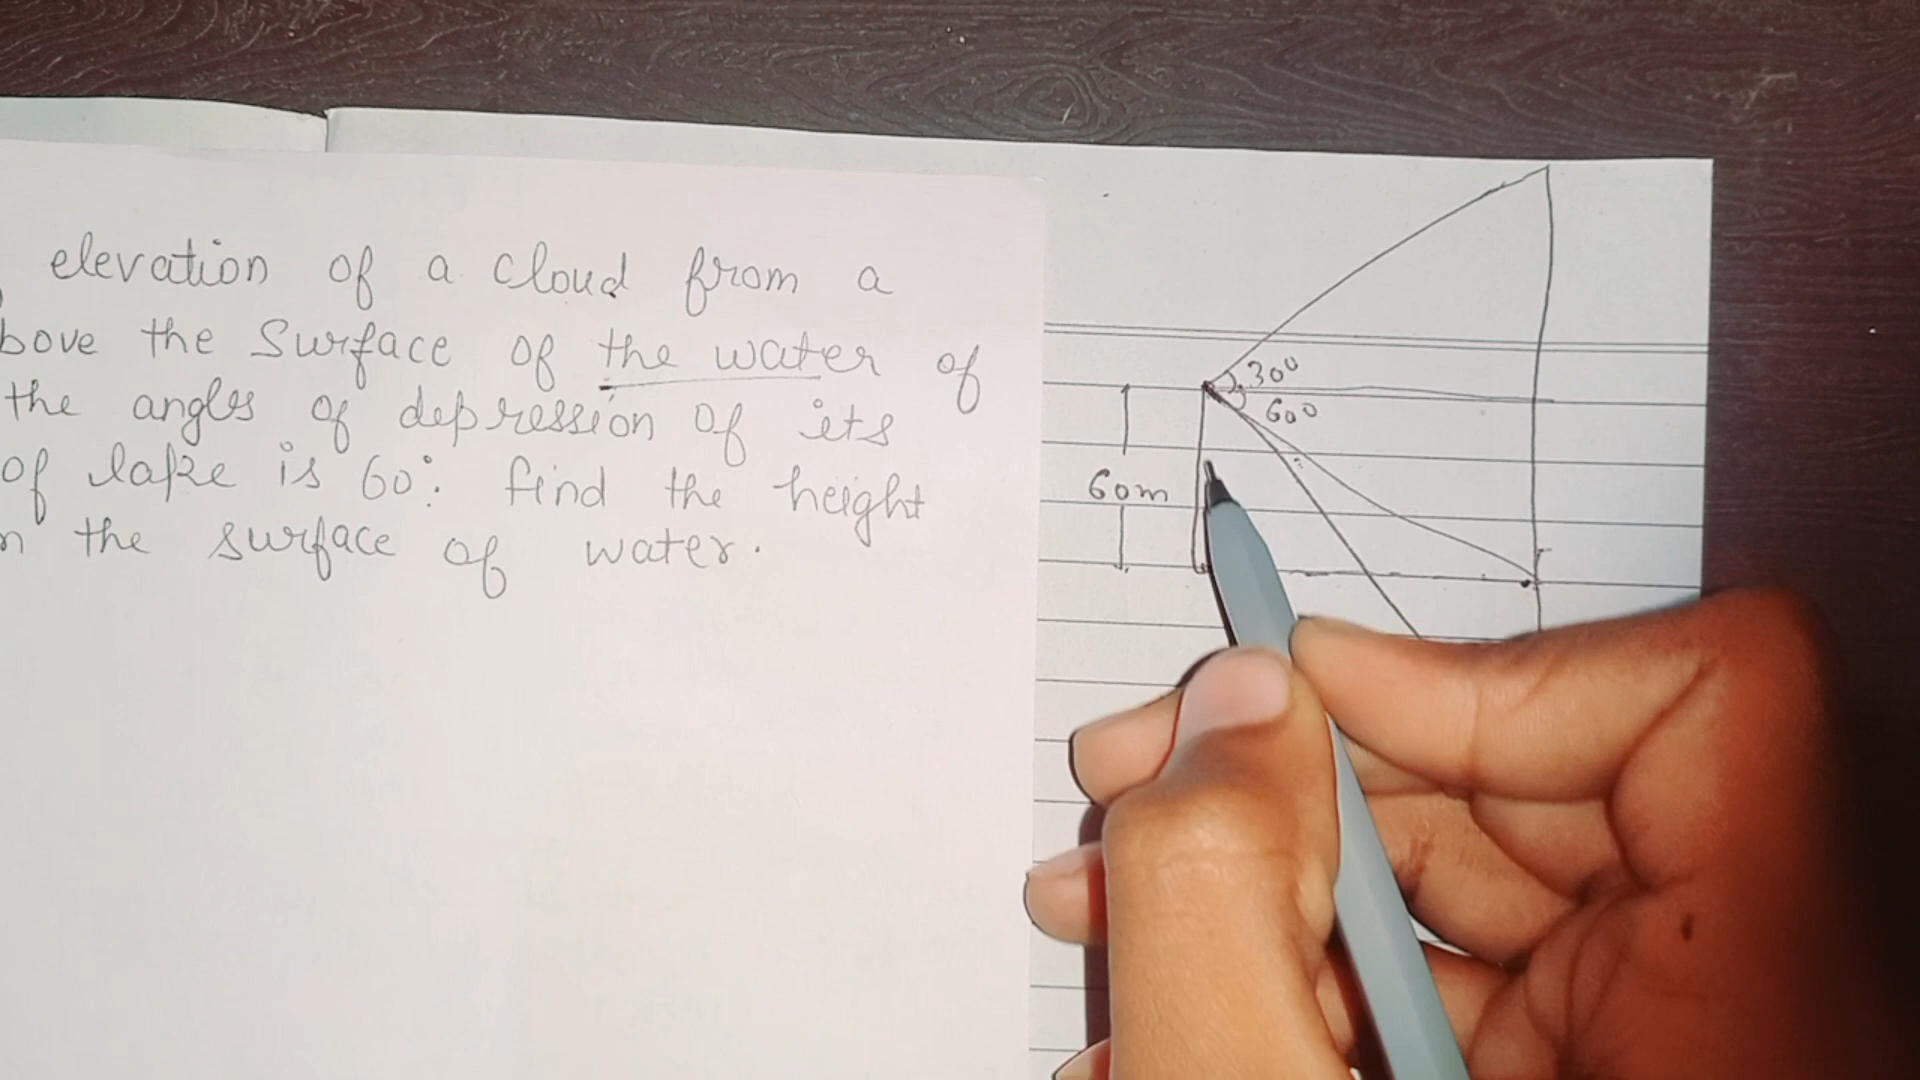 elevation of a cloud from a
bove the Surface of the water of
the angles of depression of its
of lake is 60°. find the height
n the surface of water.
30°
60°
60m